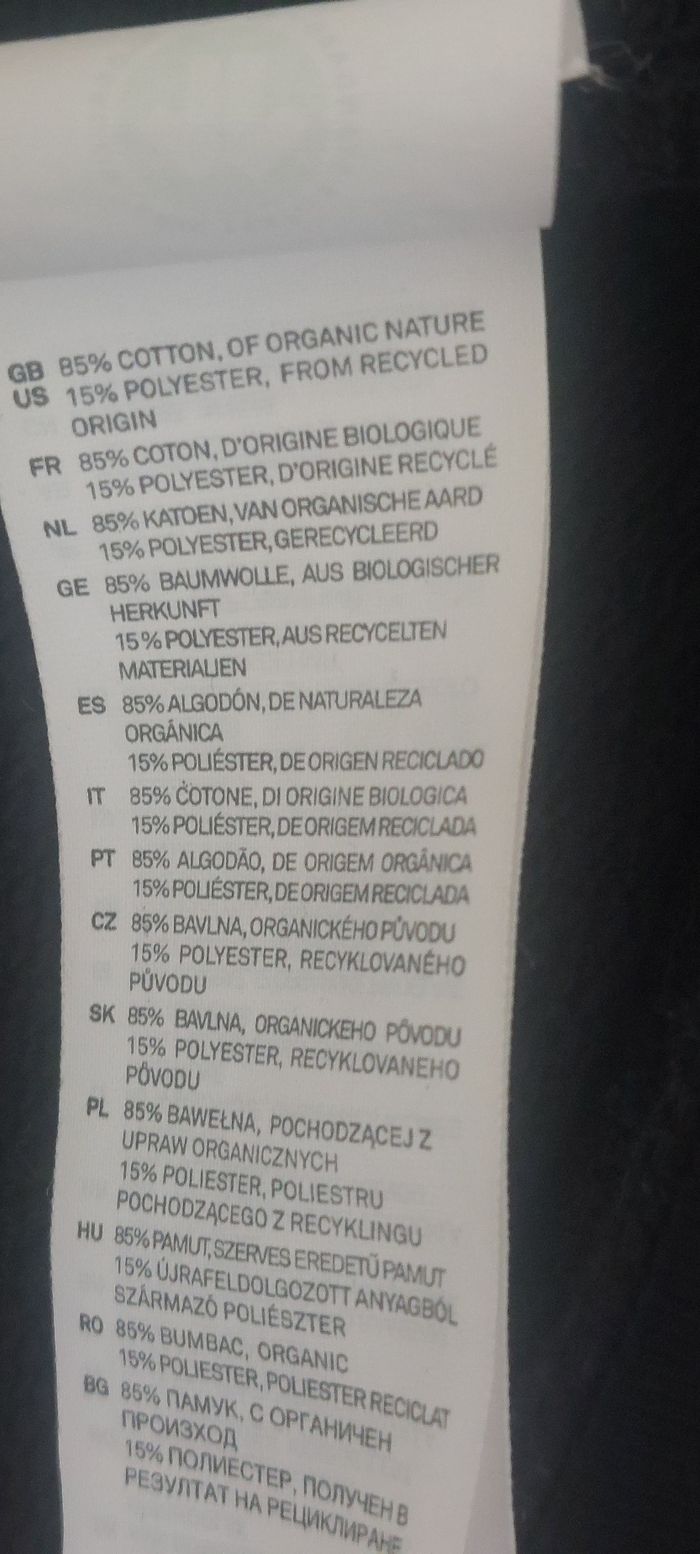 GB 85% COTTON, OF ORGANIC NATURE
US 15% POLYESTER, FROM RECYCLED
ORIGIN
FR 85% COTON, D'ORIGINE BIOLOGIQUE
15% POLYESTER, D'ORIGINE RECYCLÉ
NL 85% KATOEN, VAN ORGANISCHE AARD
15% POLYESTER, GERECYCLEERD
GE 85% BAUMWOLLE, AUS BIOLOGISCHER
HERKUNFT
15% POLYESTER, AUS RECYCELTEN
MATERIALIEN
ES 85% ALGODÓN, DE NATURALEZA
ORGÁNICA
15% POLIÉSTER, DE ORIGEN RECICLADO
IT 85% COTONE, DI ORIGINE BIOLOGICA
15% POLIÉSTER, DE ORIGEM RECICLADA
PT 85% ALGODÃO, DE ORIGEM ORGÂNICA
15% POLIÉSTER, DE ORIGEM RECICLADA
CZ 85% BAVLNA, ORGANICKÉHO PŮVODU
15% POLYESTER, RECYKLOVANÉHO
PŮVODU
SK 85% BAVLNA, ORGANICKEHO PÔVODU
15% POLYESTER, RECYKLOVANEHO
PÔVODU
PL 85% BAWEŁNA, POCHODZĄCEJ Z
UPRAW ORGANICZNYCH
15% POLIESTER, POLIESTRU
POCHODZĄCEGO Z RECYKLINGU
HU 85% PAMUT, SZERVES EREDETŰ PAMUT
15% ÚJRAFELDOLGOZOTT ANYAGBÓL
SZÁRMAZÓ POLIÉSZTER
RO 85% BUMBAC, ORGANIC
15% POLIESTER, POLIESTER RECICLAT
BG 85% ПАМУК, С ОРГАНИЧЕН
ПРОИЗХОД
15% ПОЛИЕСТЕР, ПОЛУЧЕН В
РЕЗУЛТАТ НА РЕЦИКЛИРАНЕ